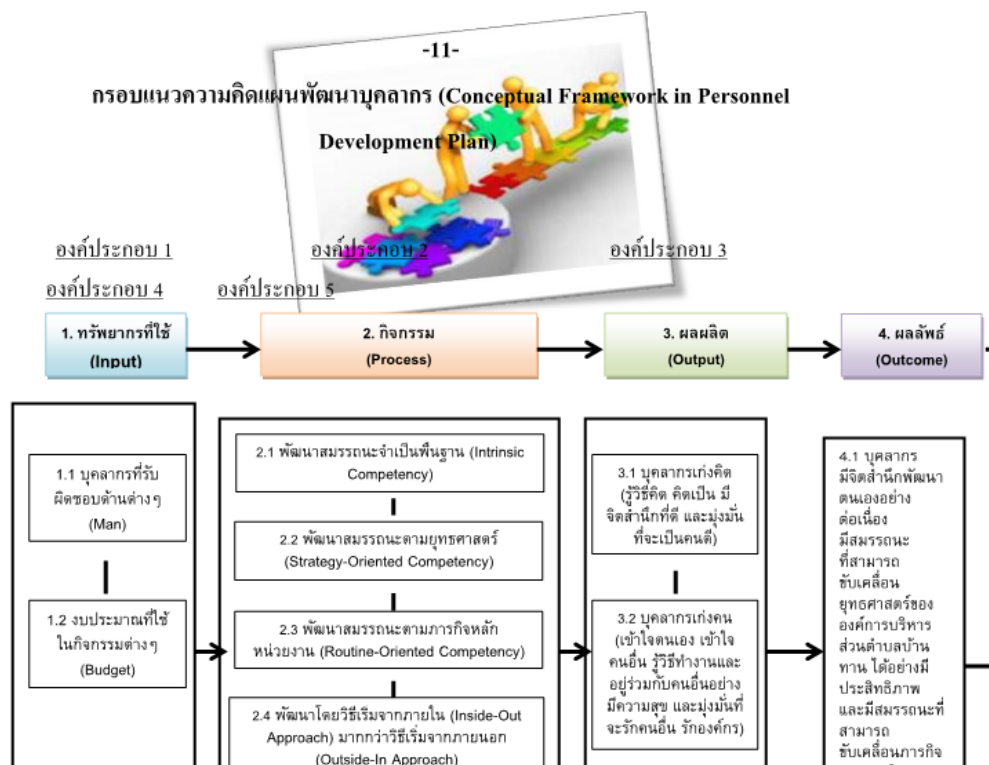 -11-
กรอบแนวความคิดแผนพัฒนาบุคลากร (Conceptual Framework in Personnel
Development Plan)
องค์ประกอบ 1 องค์ประกอบ 2 องค์ประกอบ 3
องค์ประกอบ 4 องค์ประกอบ 5
1. ทรัพยากรที่ใช้
(Input)
2. กิจกรรม
(Process)
3. ผลผลิต
(Output)
4. ผลลัพธ์
(Outcome)
1.1 บุคลากรที่รับ
ผิดชอบด้านต่างๆ
(Man)
1.2 งบประมาณที่ใช้
ในกิจกรรมต่างๆ
(Budget)
2.1 พัฒนาสมรรถนะจำเป็นพื้นฐาน (Intrinsic
Competency)
2.2 พัฒนาสมรรถนะตามยุทธศาสตร์
(Strategy-Oriented Competency)
2.3 พัฒนาสมรรถนะตามภารกิจหลัก
หน่วยงาน (Routine-Oriented Competency)
2.4 พัฒนาโดยวิธีเริ่มจากภายใน (Inside-Out
Approach) มากกว่าวิธีเริ่มจากภายนอก
(Outside-In Approach)
3.1 บุคลากรเก่งคิด
(รู้วิธีคิด คิดเป็น มี
จิตสำนึกที่ดี และมุ่งมั่น
ที่จะเป็นคนดี)
3.2 บุคลากรเก่งคน
(เข้าใจตนเอง เข้าใจ
คนอื่น รู้วิธีทำงานและ
อยู่ร่วมกับคนอื่นอย่าง
มีความสุข และมุ่งมั่นที่
จะรักคนอื่น รักองค์กร)
4.1 บุคลากร
มีจิตสำนึกพัฒนา
ตนเองอย่าง
ต่อเนื่อง
มีสมรรถนะ
ที่สามารถ
ขับเคลื่อน
ยุทธศาสตร์ของ
องค์การบริหาร
ส่วนตำบลบ้าน
ทาน ได้อย่างมี
ประสิทธิภาพ
และมีสมรรถนะที่
สามารถ
ขับเคลื่อนภารกิจ